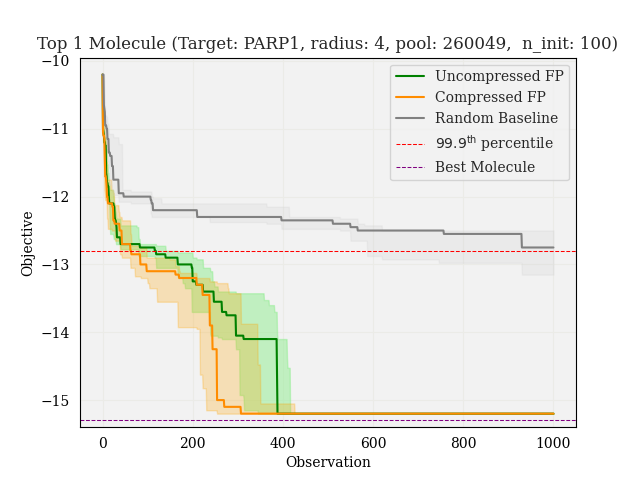 Top 1 Molecule (Target: PARP1, radius: 4, pool: 260049,  n_init: 100)
−10
−11
−12
−13
−14
−15
Objective
Uncompressed FP
Compressed FP
Random Baseline
99.9th percentile
Best Molecule
0
200
400
600
800
1000
Observation